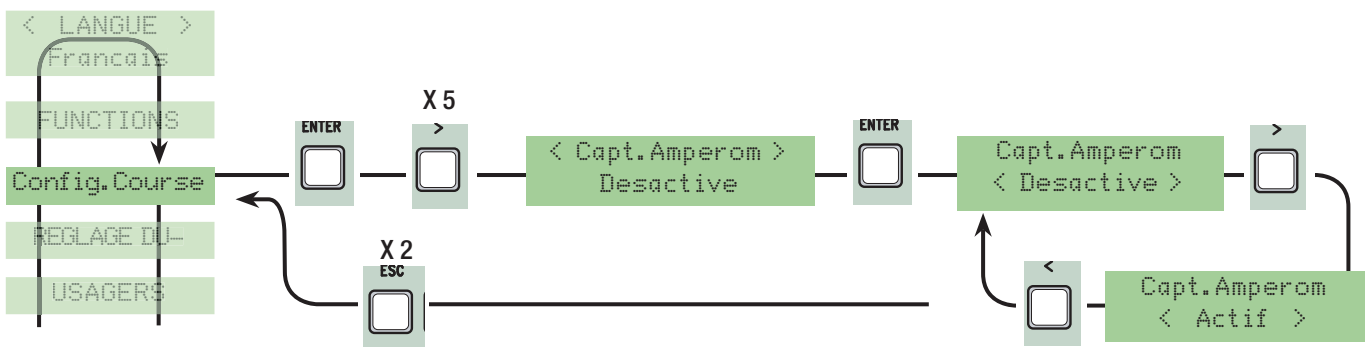 < LANGUE >
Francais
FUNCTIONS
Config.Course
REGLAGE DU-
USAGERS
ENTER
X 5
>
< Capt.Amperom >
Desactive
ENTER
Capt.Amperom
< Desactive >
>
X 2
ESC
<
Capt.Amperom
< Actif >